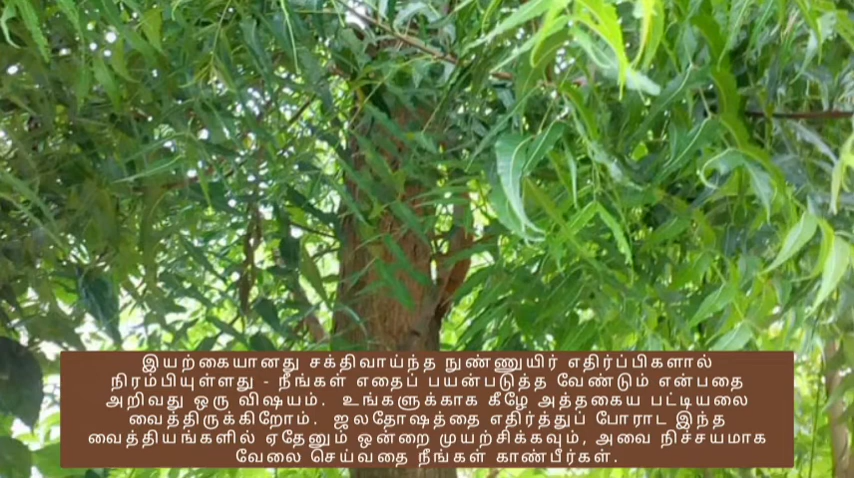 இயற்கையானது சக்திவாய்ந்த நுண்ணுயிர் எதிர்ப்பிகளால்
நிரம்பியுள்ளது - நீங்கள் எதைப் பயன்படுத்த வேண்டும் என்பதை
அறிவது ஒரு விஷயம். உங்களுக்காக கீழே அத்தகைய பட்டியலை
வைத்திருக்கிறோம். ஜலதோஷத்தை எதிர்த்துப் போராட இந்த
வைத்தியங்களில் ஏதேனும் ஒன்றை முயற்சிக்கவும், அவை நிச்சயமாக
வேலை செய்வதை நீங்கள் காண்பீர்கள்.